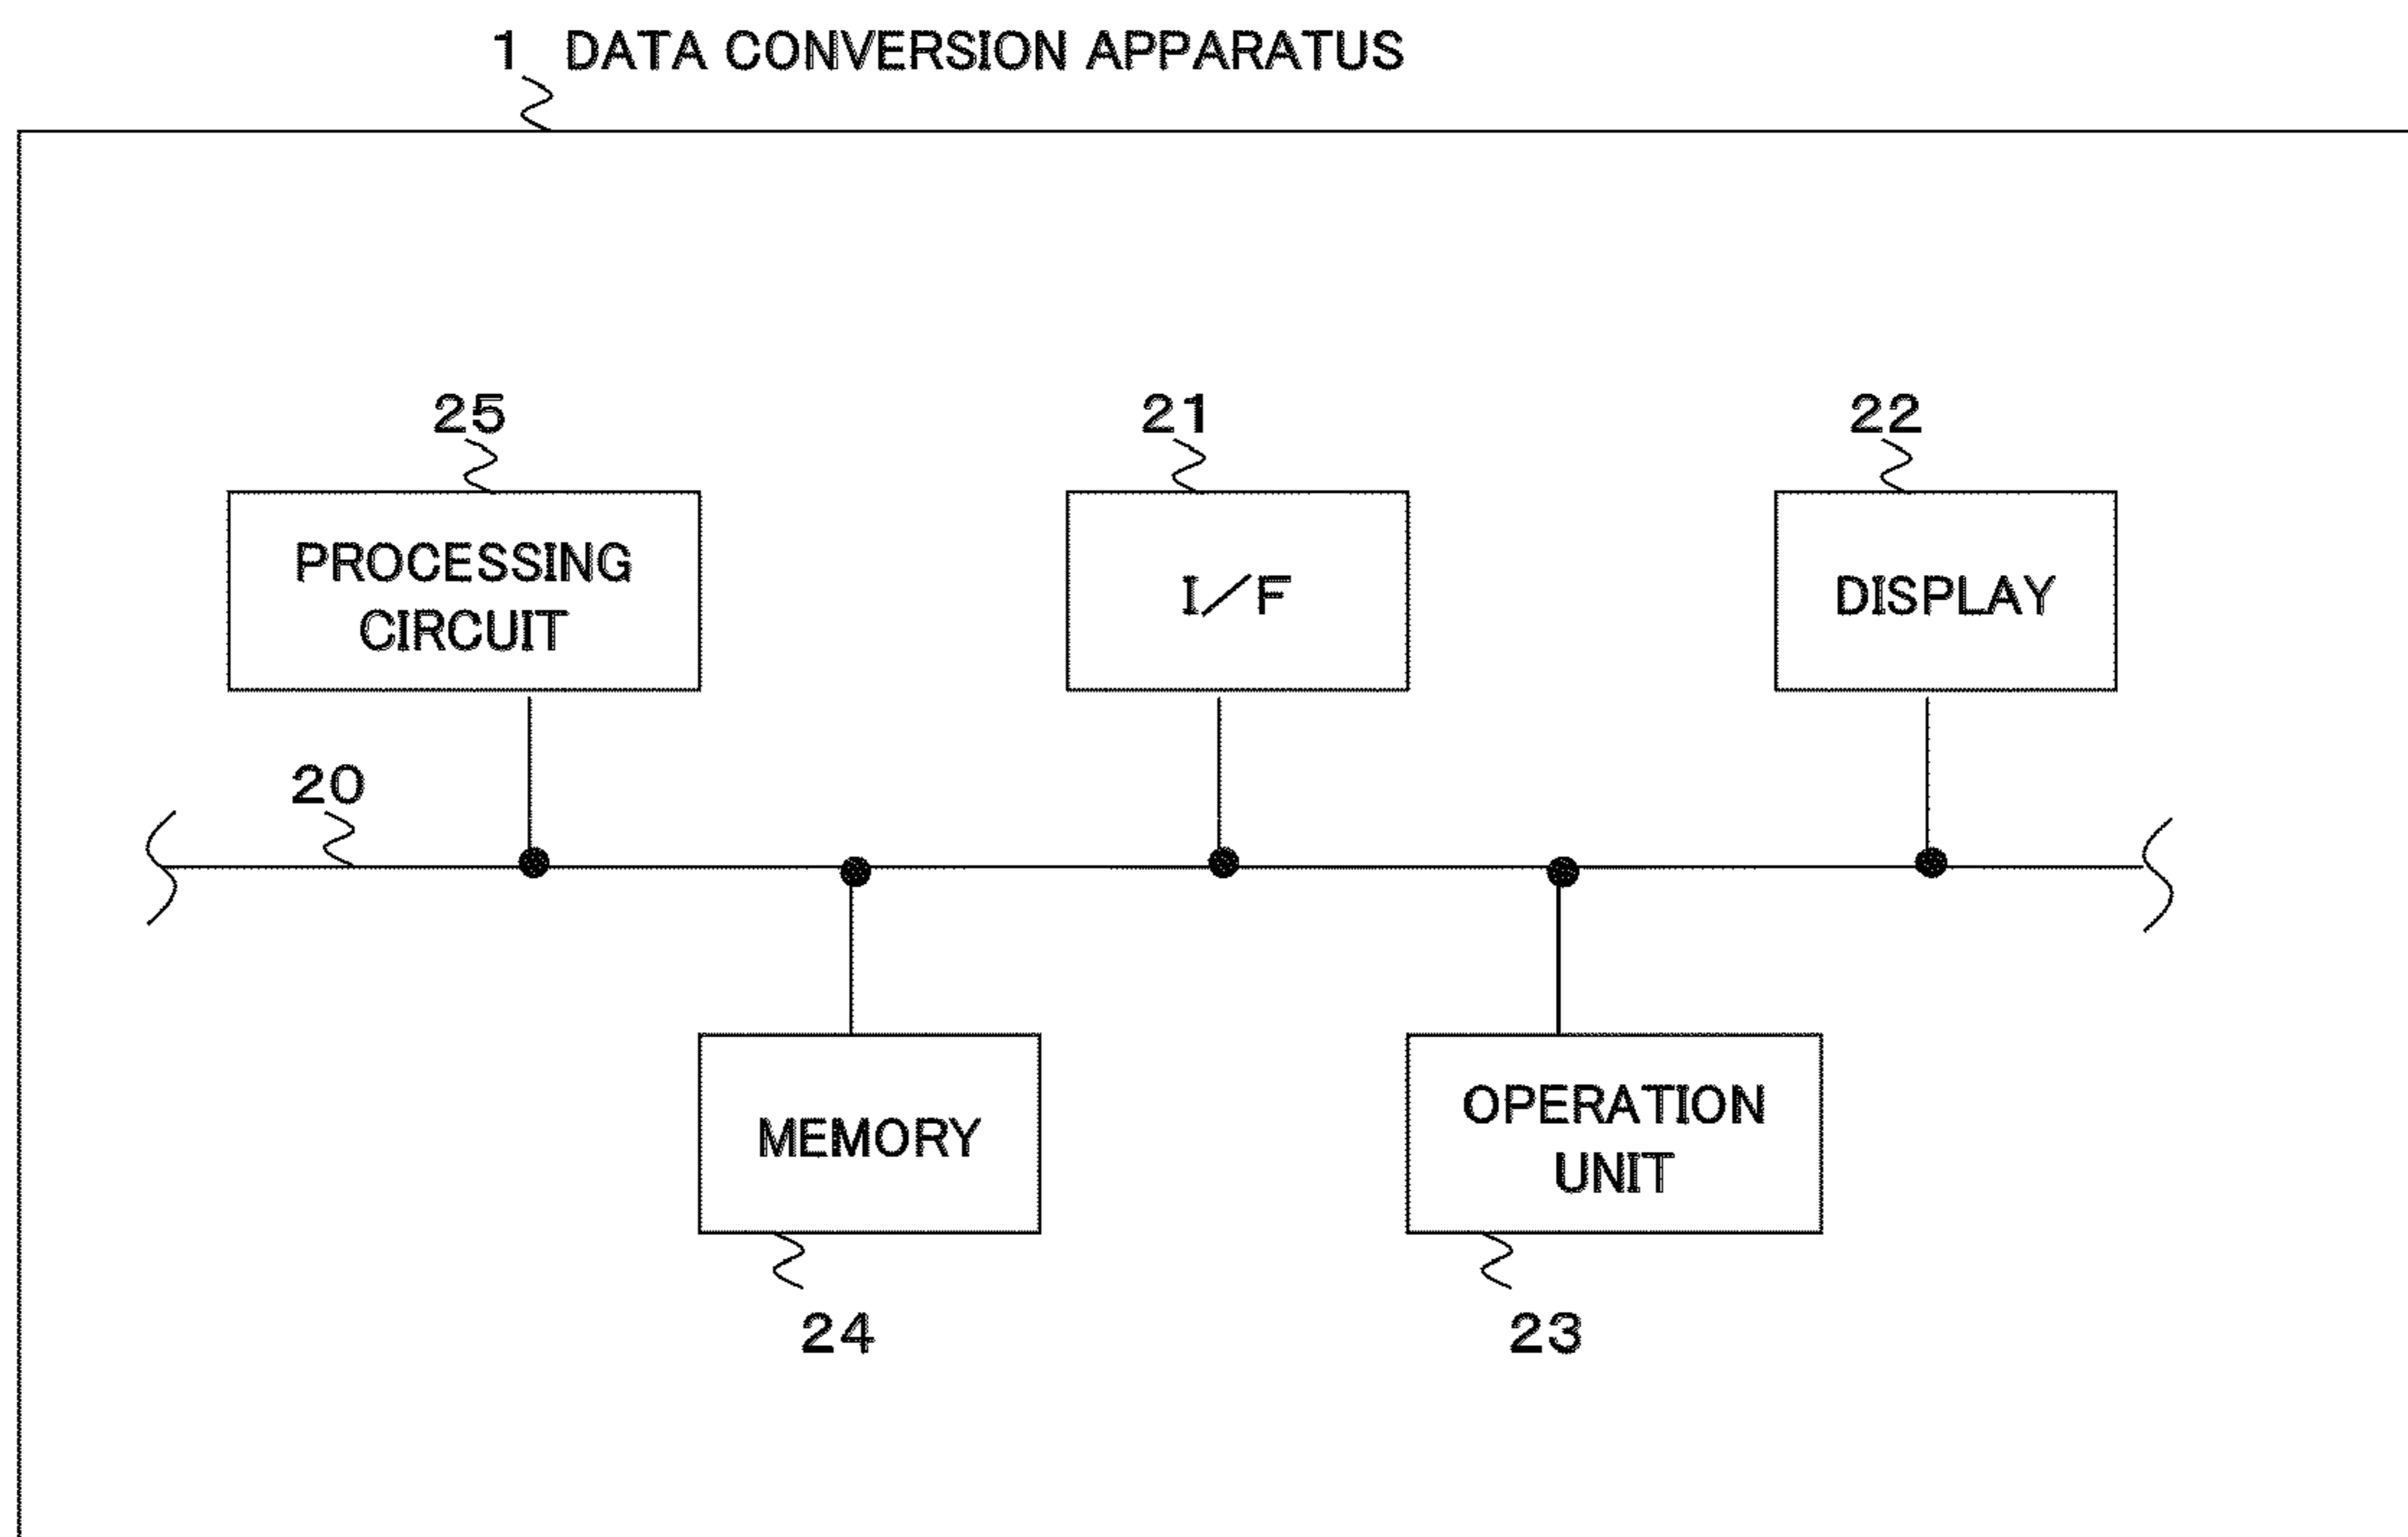 1 DATA CONVERSION APPARATUS
25
21
22
PROCESSING
CIRCUIT
I／F
DISPLAY
20
MEMORY
OPERATION
UNIT
24
23